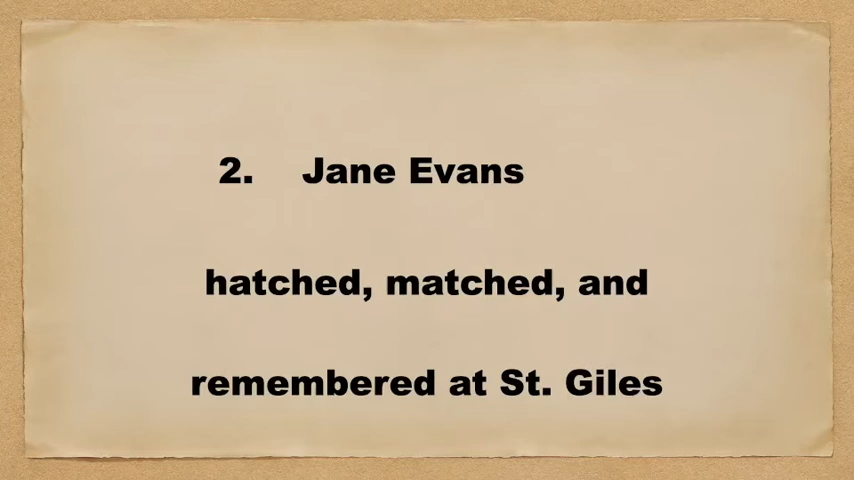 2. Jane Evans
hatched, matched, and
remembered at St. Giles